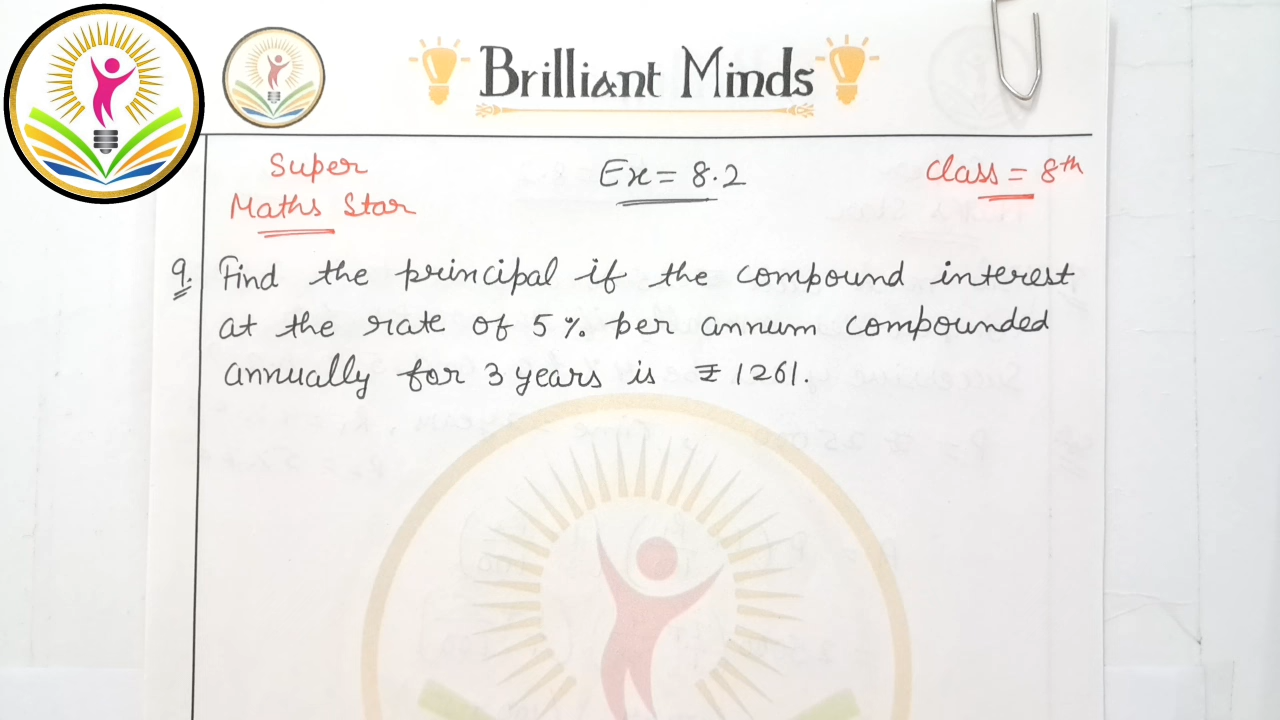 Brilliant Minds
Super
Maths Star
Ex = 8.2
Class = 8th
9. Find the principal if the compound interest
at the rate of 5 % per annum compounded
annually for 3 years is ₹ 1261.